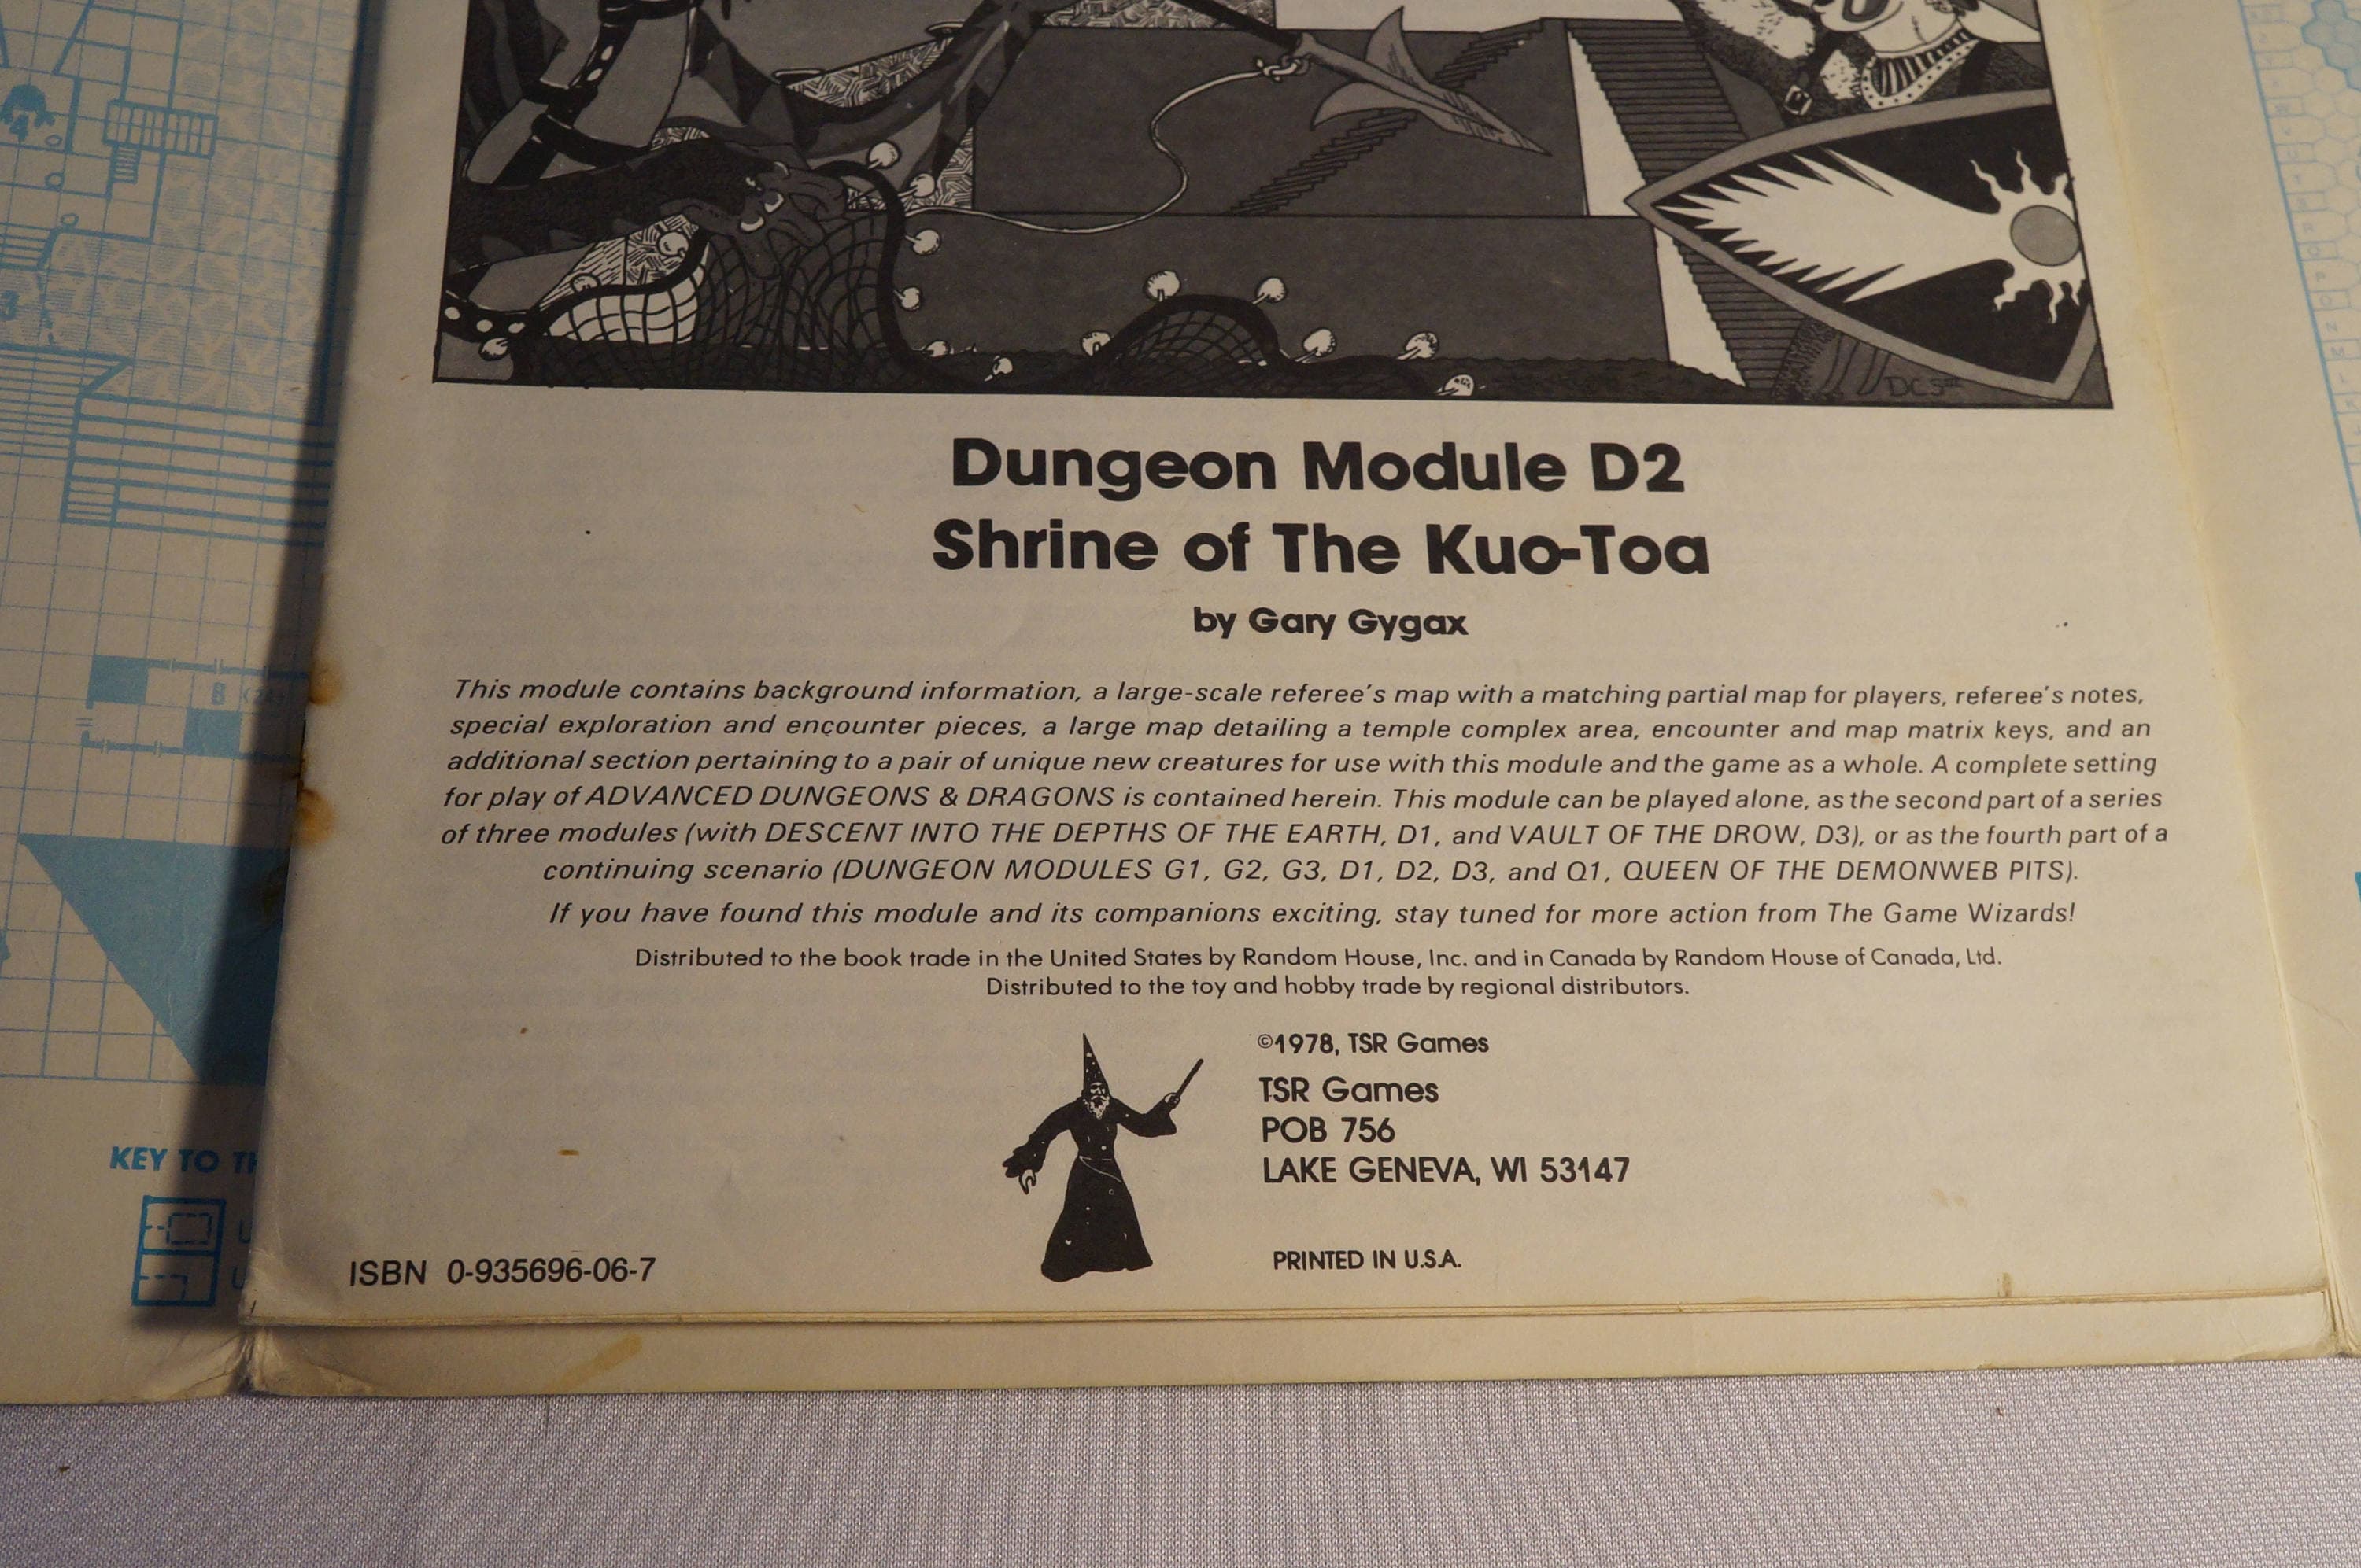 DCSIII
Dungeon Module D2
Shrine of The Kuo-Toa
by Gary Gygax
This module contains background information, a large-scale referee's map with a matching partial map for players, referee's notes,
special exploration and encounter pieces, a large map detailing a temple complex area, encounter and map matrix keys, and an
additional section pertaining to a pair of unique new creatures for use with this module and the game as a whole. A complete setting
for play of ADVANCED DUNGEONS & DRAGONS is contained herein. This module can be played alone, as the second part of a series
of three modules (with DESCENT INTO THE DEPTHS OF THE EARTH, D1, and VAULT OF THE DROW, D3), or as the fourth part of a
continuing scenario (DUNGEON MODULES G1, G2, G3, D1, D2, D3, and Q1, QUEEN OF THE DEMONWEB PITS).
If you have found this module and its companions exciting, stay tuned for more action from The Game Wizards!
Distributed to the book trade in the United States by Random House, Inc. and in Canada by Random House of Canada, Ltd.
Distributed to the toy and hobby trade by regional distributors.
©1978, TSR Games
TSR Games
POB 756
LAKE GENEVA, WI 53147
PRINTED IN U.S.A.
ISBN 0-935696-06-7
4
3
B
KEY TO TH
U
U